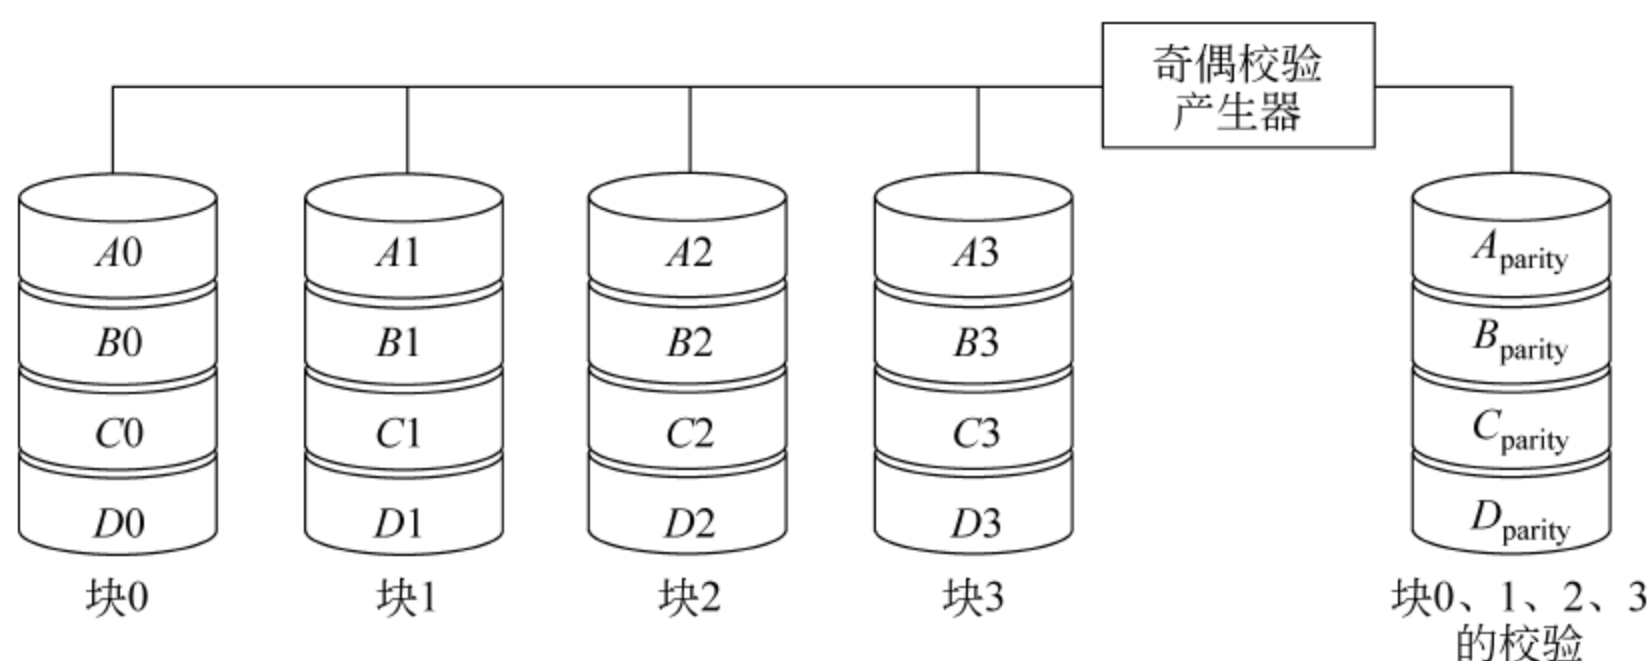 奇偶校验
产生器
A0 A1 A2 A3 Aparity
B0 B1 B2 B3 Bparity
C0 C1 C2 C3 Cparity
D0 D1 D2 D3 Dparity
块0 块1 块2 块3 块0、1、2、3
的校验